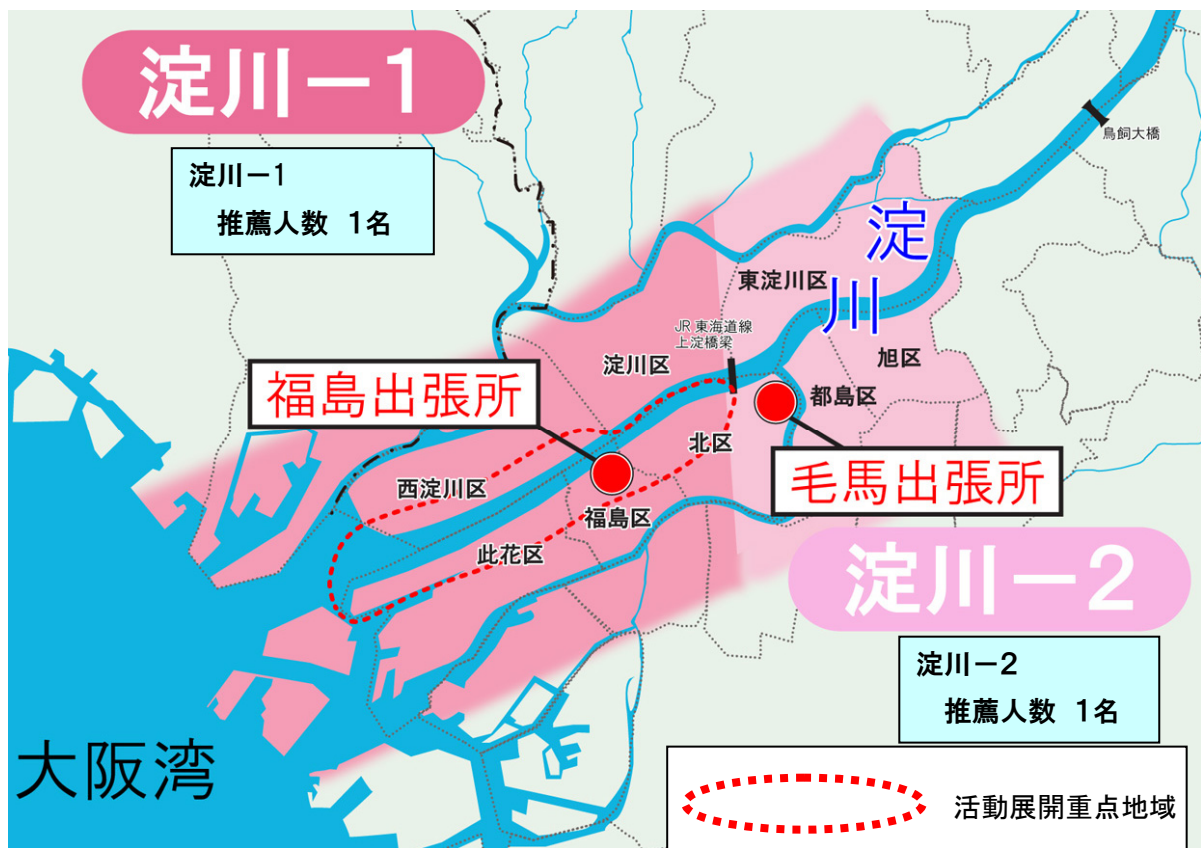 淀川ー1
淀川ー1
推薦人数 1名
鳥飼大橋
淀
川
東淀川区
JR 東海道線
上淀橋梁
淀川区
旭区
福島出張所
都島区
北区
毛馬出張所
西淀川区
福島区
此花区
淀川ー2
淀川ー2
推薦人数 1名
大阪湾
活動展開重点地域